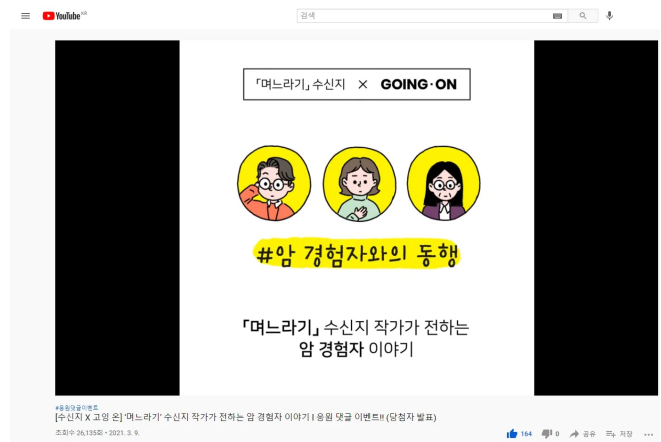 YouTube KR
검색
「며느라기」 수신지 × GOING·ON
#암 경험자와의 동행
「며느라기」 수신지 작가가 전하는
암 경험자 이야기
#응원댓글이벤트
[수신지 X 고잉 온] '며느라기' 수신지 작가가 전하는 암 경험자 이야기 I 응원 댓글 이벤트!! (당첨자 발표)
조회수 26,135회 • 2021. 3. 9.
164 0 공유 저장